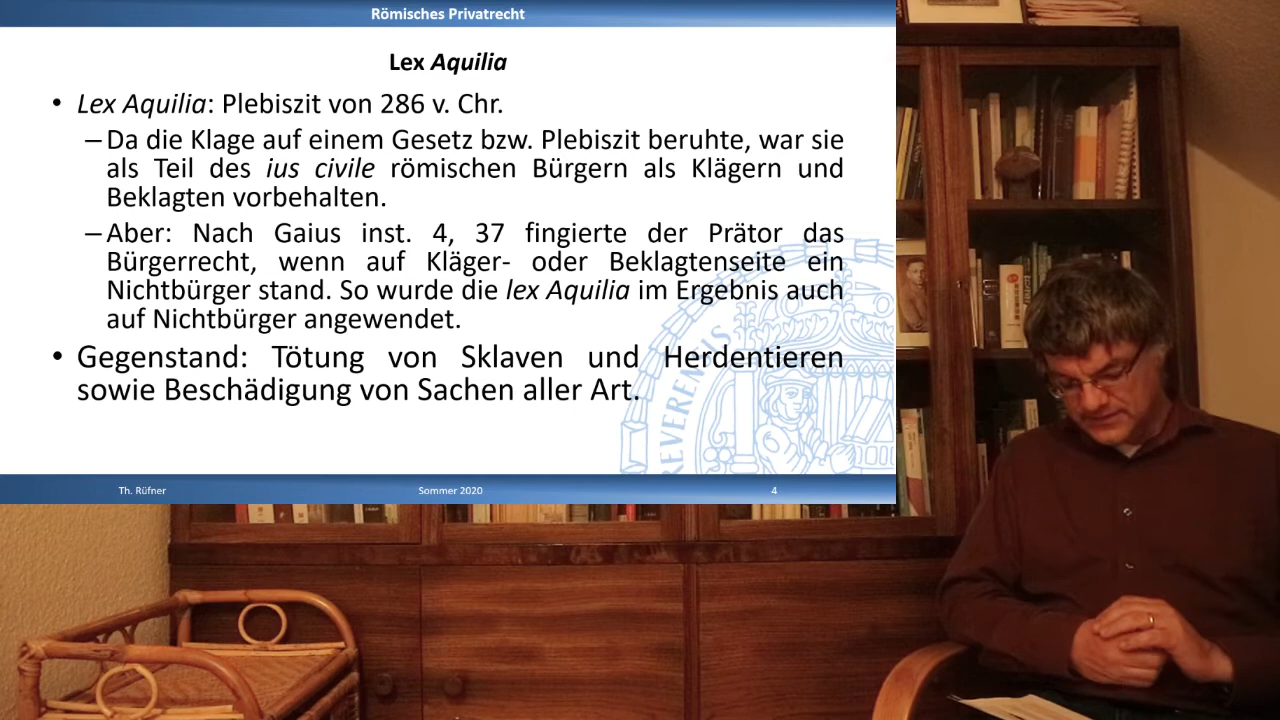 Römisches Privatrecht
Lex Aquilia
• Lex Aquilia: Plebiszit von 286 v. Chr.
– Da die Klage auf einem Gesetz bzw. Plebiszit beruhte, war sie
als Teil des ius civile römischen Bürgern als Klägern und
Beklagten vorbehalten.
– Aber: Nach Gaius inst. 4, 37 fingierte der Prätor das
Bürgerrecht, wenn auf Kläger- oder Beklagtenseite ein
Nichtbürger stand. So wurde die lex Aquilia im Ergebnis auch
auf Nichtbürger angewendet.
• Gegenstand: Tötung von Sklaven und Herdentieren
sowie Beschädigung von Sachen aller Art.
EVERENSIS
Th. Rüfner
Sommer 2020
4